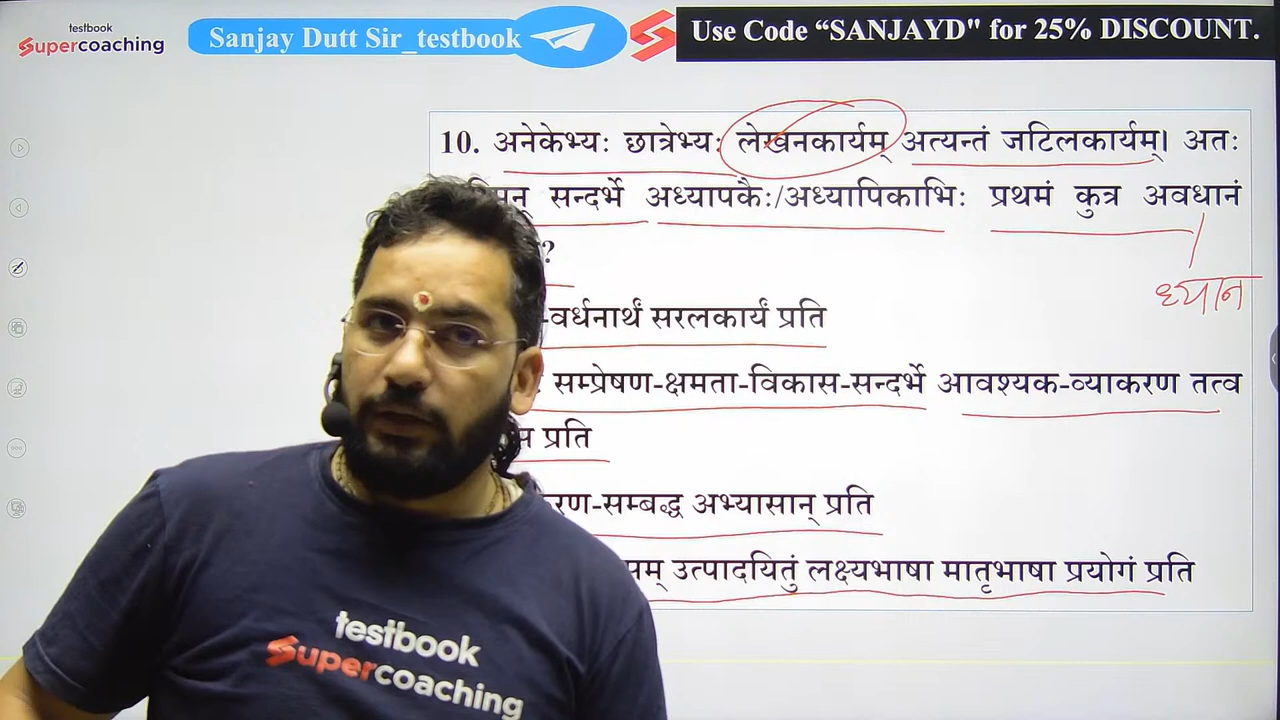 testbook
Supercoaching
Sanjay Dutt Sir_testbook
Use Code “SANJAYD" for 25% DISCOUNT.
10. अनेकेभ्यः छात्रेभ्यः लेखनकार्यम् अत्यन्तं जटिलकार्यम्। अतः
सन्दर्भे अध्यापकैः/अध्यापिकाभिः प्रथमं कुत्र अवधानं
?
ध्यान
-वर्धनार्थं सरलकार्यं प्रति
सम्प्रेषण-क्षमता-विकास-सन्दर्भे आवश्यक-व्याकरण तत्व
प्रति
-सम्बद्ध अभ्यासान् प्रति
उत्पादयितुं लक्ष्यभाषा मातृभाषा प्रयोगं प्रति
testbook
Supercoaching